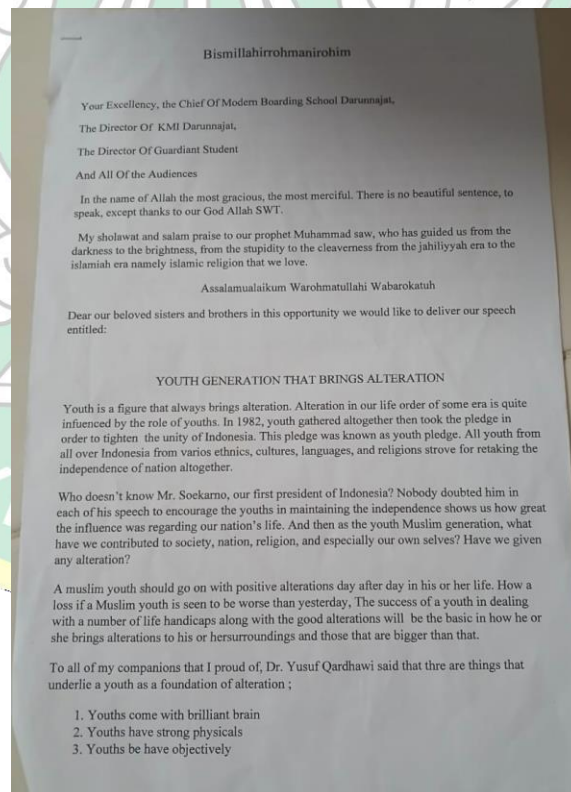 Bismillahirrohmanirohim
Your Excellency, the Chief Of Modern Boarding School Darunnajat,
The Director Of KMI Darunnajat,
The Director Of Guardiant Student
And All Of the Audiences
In the name of Allah the most gracious, the most merciful. There is no beautiful sentence, to
speak, except thanks to our God Allah SWT.
My sholawat and salam praise to our prophet Muhammad saw, who has guided us from the
darkness to the brightness, from the stupidity to the cleaverness from the jahiliyyah era to the
islamiah era namely islamic religion that we love.
Assalamualaikum Warohmatullahi Wabarokatuh
Dear our beloved sisters and brothers in this opportunity we would like to deliver our speech
entitled:
YOUTH GENERATION THAT BRINGS ALTERATION
Youth is a figure that always brings alteration. Alteration in our life order of some era is quite
infuenced by the role of youths. In 1982, youth gathered altogether then took the pledge in
order to tighten the unity of Indonesia. This pledge was known as youth pledge. All youth from
all over Indonesia from varios ethnics, cultures, languages, and religions strove for retaking the
independence of nation altogether.
Who doesn't know Mr. Soekarno, our first president of Indonesia? Nobody doubted him in
each of his speech to encourage the youths in maintaining the independence shows us how great
the influence was regarding our nation's life. And then as the youth Muslim generation, what
have we contributed to society, nation, religion, and especially our own selves? Have we given
any alteration?
A muslim youth should go on with positive alterations day after day in his or her life. How a
loss if a Muslim youth is seen to be worse than yesterday, The success of a youth in dealing
with a number of life handicaps along with the good alterations will be the basic in how he or
she brings alterations to his or hersurroundings and those that are bigger than that.
To all of my companions that I proud of, Dr. Yusuf Qardhawi said that thre are things that
underlie a youth as a foundation of alteration ;
1. Youths come with brilliant brain
2. Youths have strong physicals
3. Youths be have objectively